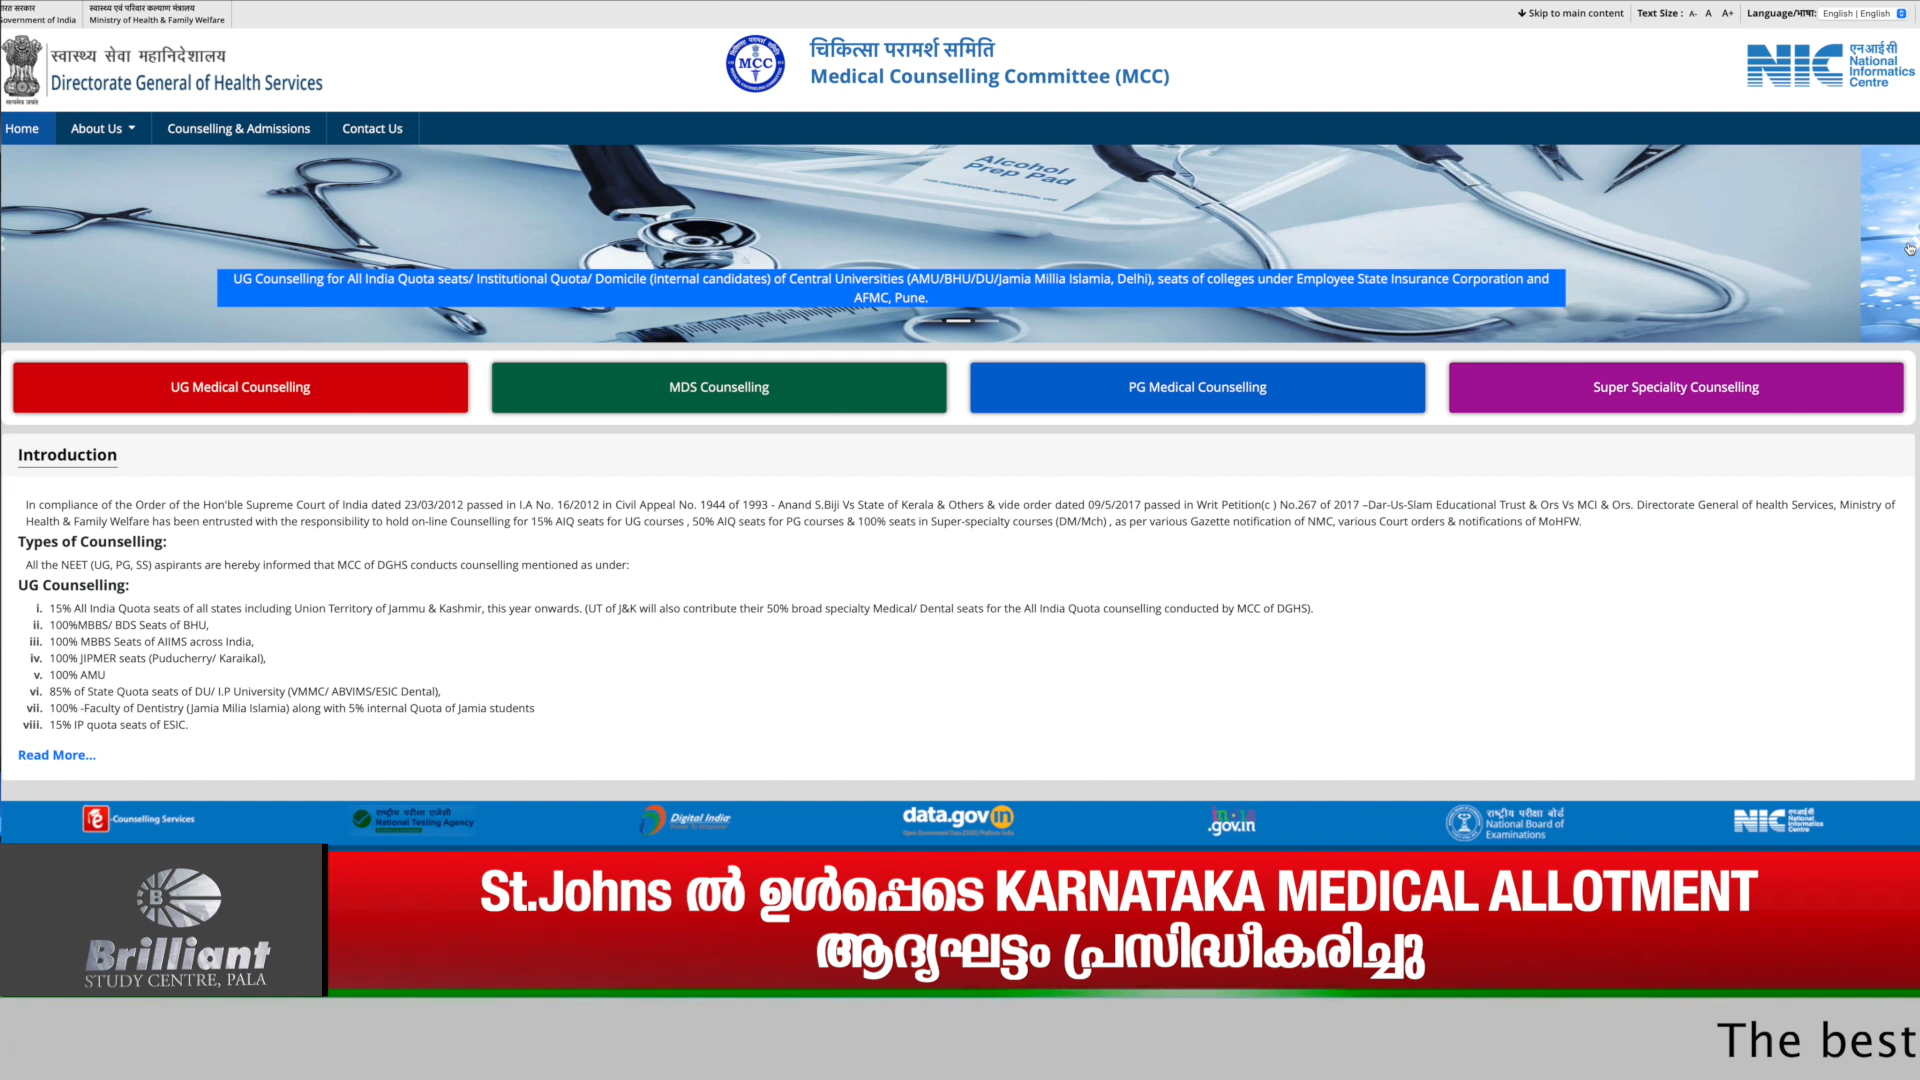 भारत सरकार
Government of India
स्वास्थ्य एवं परिवार कल्याण मंत्रालय
Ministry of Health & Family Welfare
Skip to main content
Text Size : A- A A+
Language/भाषा: English | English
सत्यमेव जयते
स्वास्थ्य सेवा महानिदेशालय
Directorate General of Health Services
MCC
चिकित्सा परामर्श समिति
Medical Counselling Committee (MCC)
NIC
एनआईसी
National
Informatics
Centre
Home
About Us
Counselling & Admissions
Contact Us
Alcohol
Prep Pad
UG Counselling for All India Quota seats/ Institutional Quota/ Domicile (internal candidates) of Central Universities (AMU/BHU/DU/Jamia Millia Islamia, Delhi), seats of colleges under Employee State Insurance Corporation and
AFMC, Pune.
UG Medical Counselling
MDS Counselling
PG Medical Counselling
Super Speciality Counselling
Introduction
In compliance of the Order of the Hon'ble Supreme Court of India dated 23/03/2012 passed in I.A No. 16/2012 in Civil Appeal No. 1944 of 1993 - Anand S.Biji Vs State of Kerala & Others & vide order dated 09/5/2017 passed in Writ Petition(c ) No.267 of 2017 –Dar-Us-Slam Educational Trust & Ors Vs MCI & Ors. Directorate General of health Services, Ministry of
Health & Family Welfare has been entrusted with the responsibility to hold on-line Counselling for 15% AIQ seats for UG courses , 50% AIQ seats for PG courses & 100% seats in Super-specialty courses (DM/Mch) , as per various Gazette notification of NMC, various Court orders & notifications of MoHFW.
Types of Counselling:
All the NEET (UG, PG, SS) aspirants are hereby informed that MCC of DGHS conducts counselling mentioned as under:
UG Counselling:
i. 15% All India Quota seats of all states including Union Territory of Jammu & Kashmir, this year onwards. (UT of J&K will also contribute their 50% broad specialty Medical/ Dental seats for the All India Quota counselling conducted by MCC of DGHS).
ii. 100%MBBS/ BDS Seats of BHU,
iii. 100% MBBS Seats of AIIMS across India,
iv. 100% JIPMER seats (Puducherry/ Karaikal),
v. 100% AMU
vi. 85% of State Quota seats of DU/ I.P University (VMMC/ ABVIMS/ESIC Dental),
vii. 100% -Faculty of Dentistry (Jamia Milia Islamia) along with 5% internal Quota of Jamia students
viii. 15% IP quota seats of ESIC.
Read More...
-Counselling Services
राष्ट्रीय परीक्षा एजेंसी
National Testing Agency
Digital India
Power To Empower
data.gov in
Open Government Data (OGD) Platform India
.gov.in
राष्ट्रीय परीक्षा बोर्ड
National Board of
Examinations
NIC
एनआईसी
National
Informatics
Centre
B
Brilliant
STUDY CENTRE, PALA
St.Johns ൽ ഉൾപ്പെടെ KARNATAKA MEDICAL ALLOTMENT
ആദ്യഘട്ടം പ്രസിദ്ധീകരിച്ചു
The best